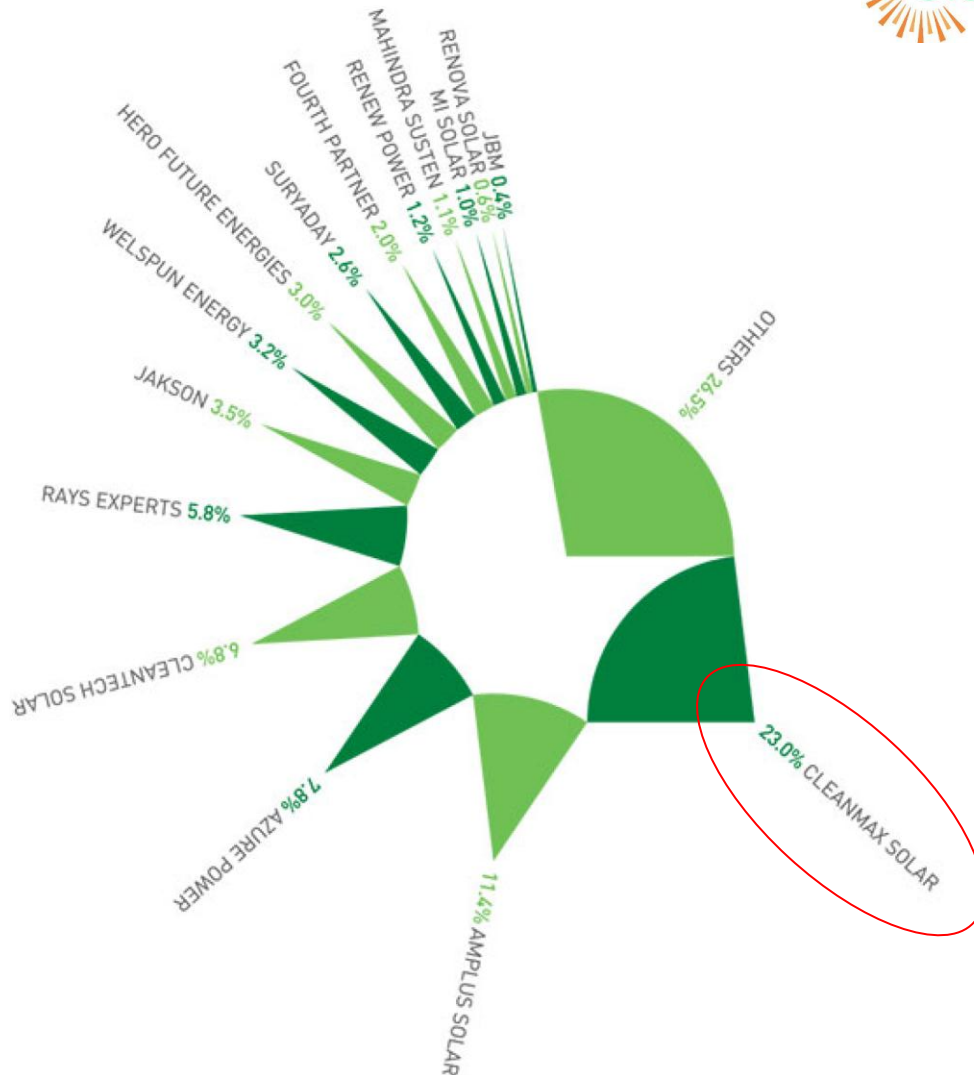 OTHERS 26.5%
23.0% CLEANMAX SOLAR
11.4% AMPLUS SOLAR
7.8% AZURE POWER
6.8% CLEANTECH SOLAR
RAYS EXPERTS 5.8%
JAKSON 3.5%
WELSPUN ENERGY 3.2%
HERO FUTURE ENERGIES 3.0%
SURYADAY 2.6%
FOURTH PARTNER 2.0%
RENEW POWER 1.2%
MAHINDRA SUSTEN 1.1%
MI SOLAR 1.0%
RENOVA SOLAR 0.6%
JBM 0.4%